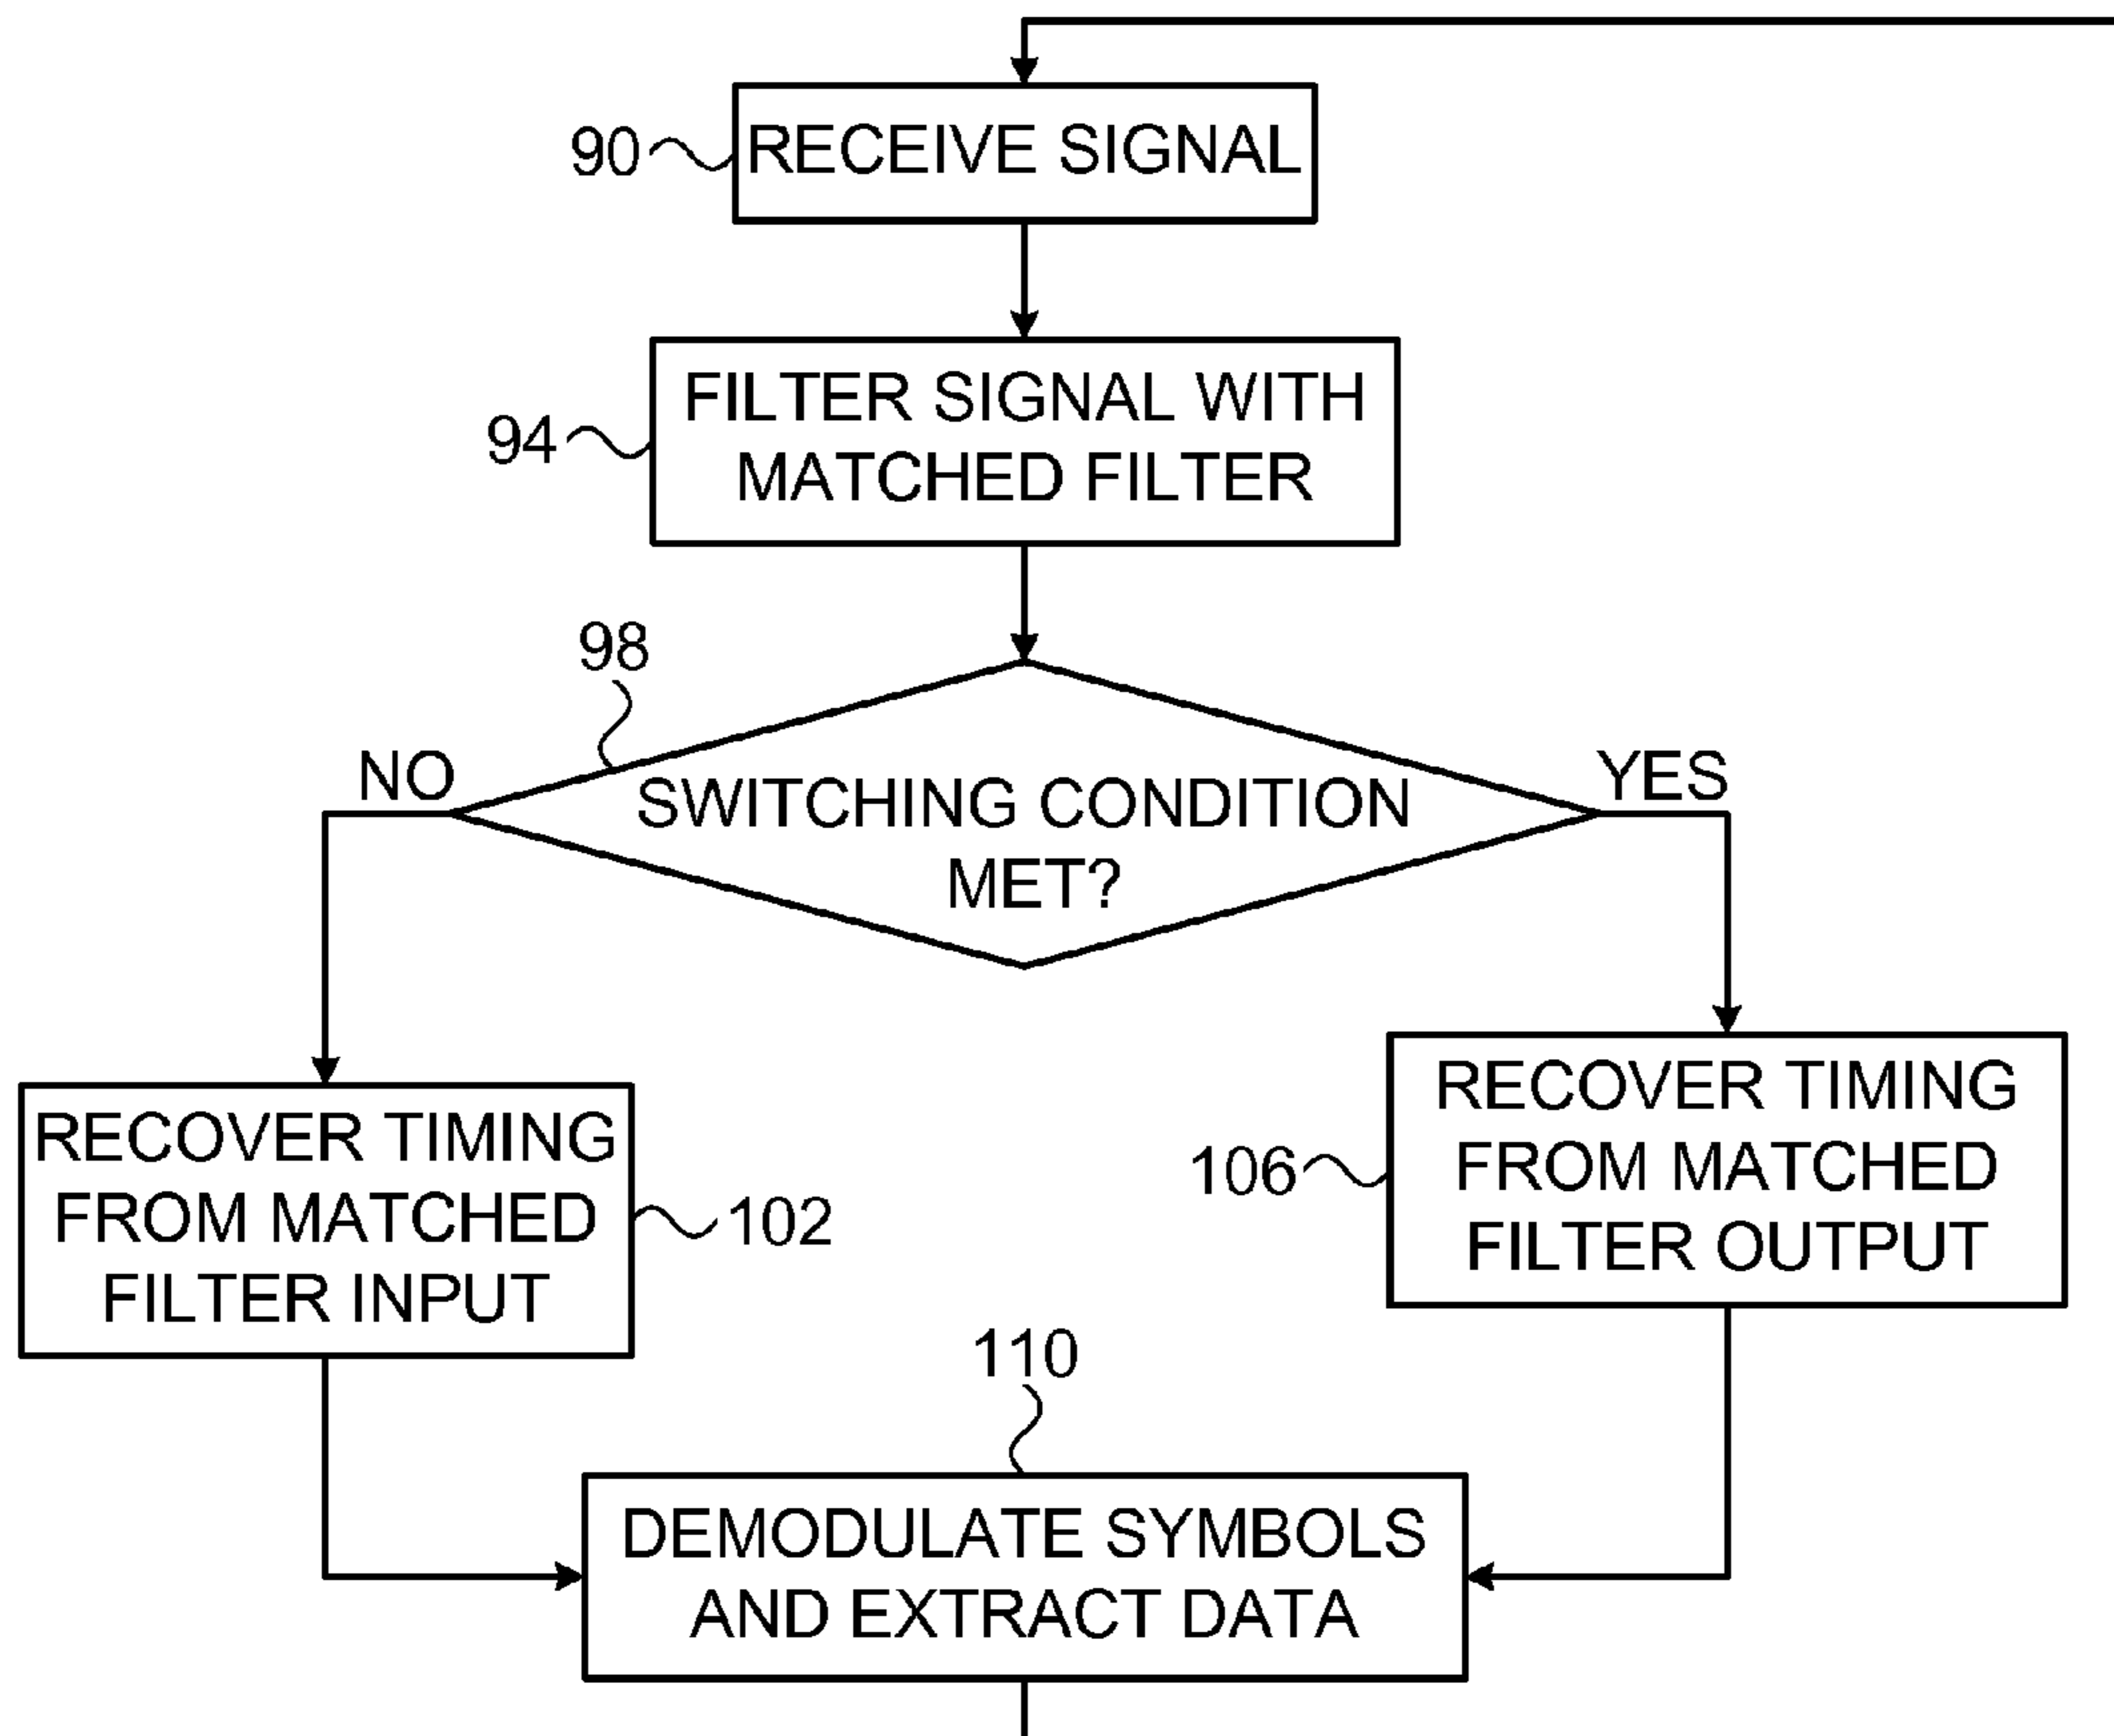 90
RECEIVE SIGNAL
94
FILTER SIGNAL WITH
MATCHED FILTER
98
NO
YES
SWITCHING CONDITION
MET?
RECOVER TIMING
FROM MATCHED
FILTER INPUT
102
106
RECOVER TIMING
FROM MATCHED
FILTER OUTPUT
110
DEMODULATE SYMBOLS
AND EXTRACT DATA